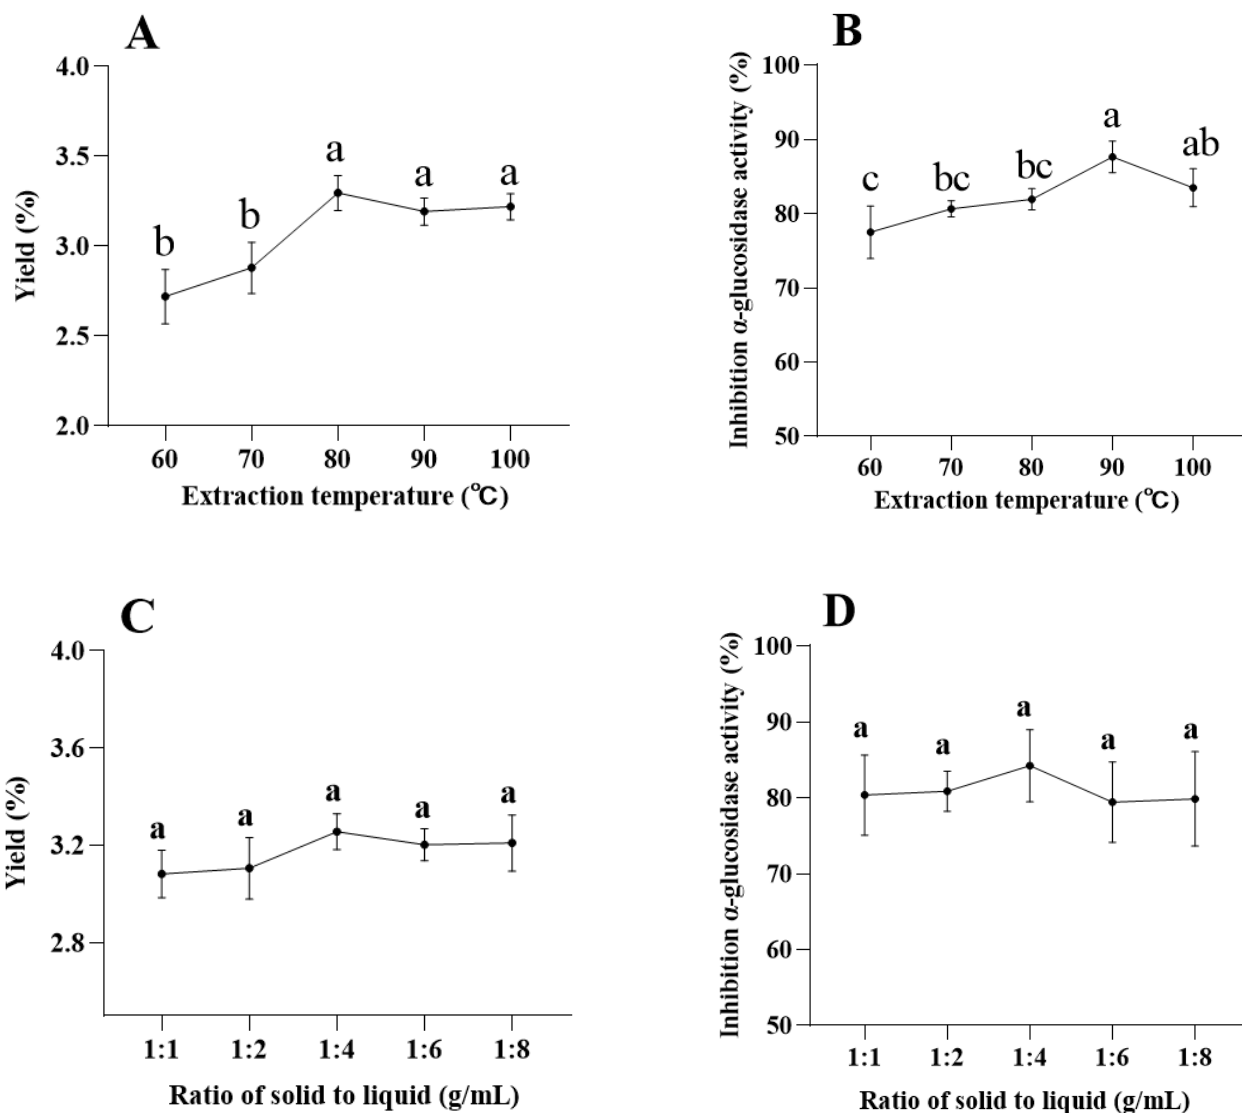 A
4.0
3.5
3.0
2.5
2.0
Yield (%)
b
b
a
a
a
60 70 80 90 100
Extraction temperature (℃)
B
100
90
80
70
60
50
Inhibition α-glucosidase activity (%)
c
bc
bc
a
ab
60 70 80 90 100
Extraction temperature (℃)
C
4.0
3.6
3.2
2.8
Yield (%)
a
a
a
a
a
1:1 1:2 1:4 1:6 1:8
Ratio of solid to liquid (g/mL)
D
100
90
80
70
60
50
Inhibition α-glucosidase activity (%)
a
a
a
a
a
1:1 1:2 1:4 1:6 1:8
Ratio of solid to liquid (g/mL)